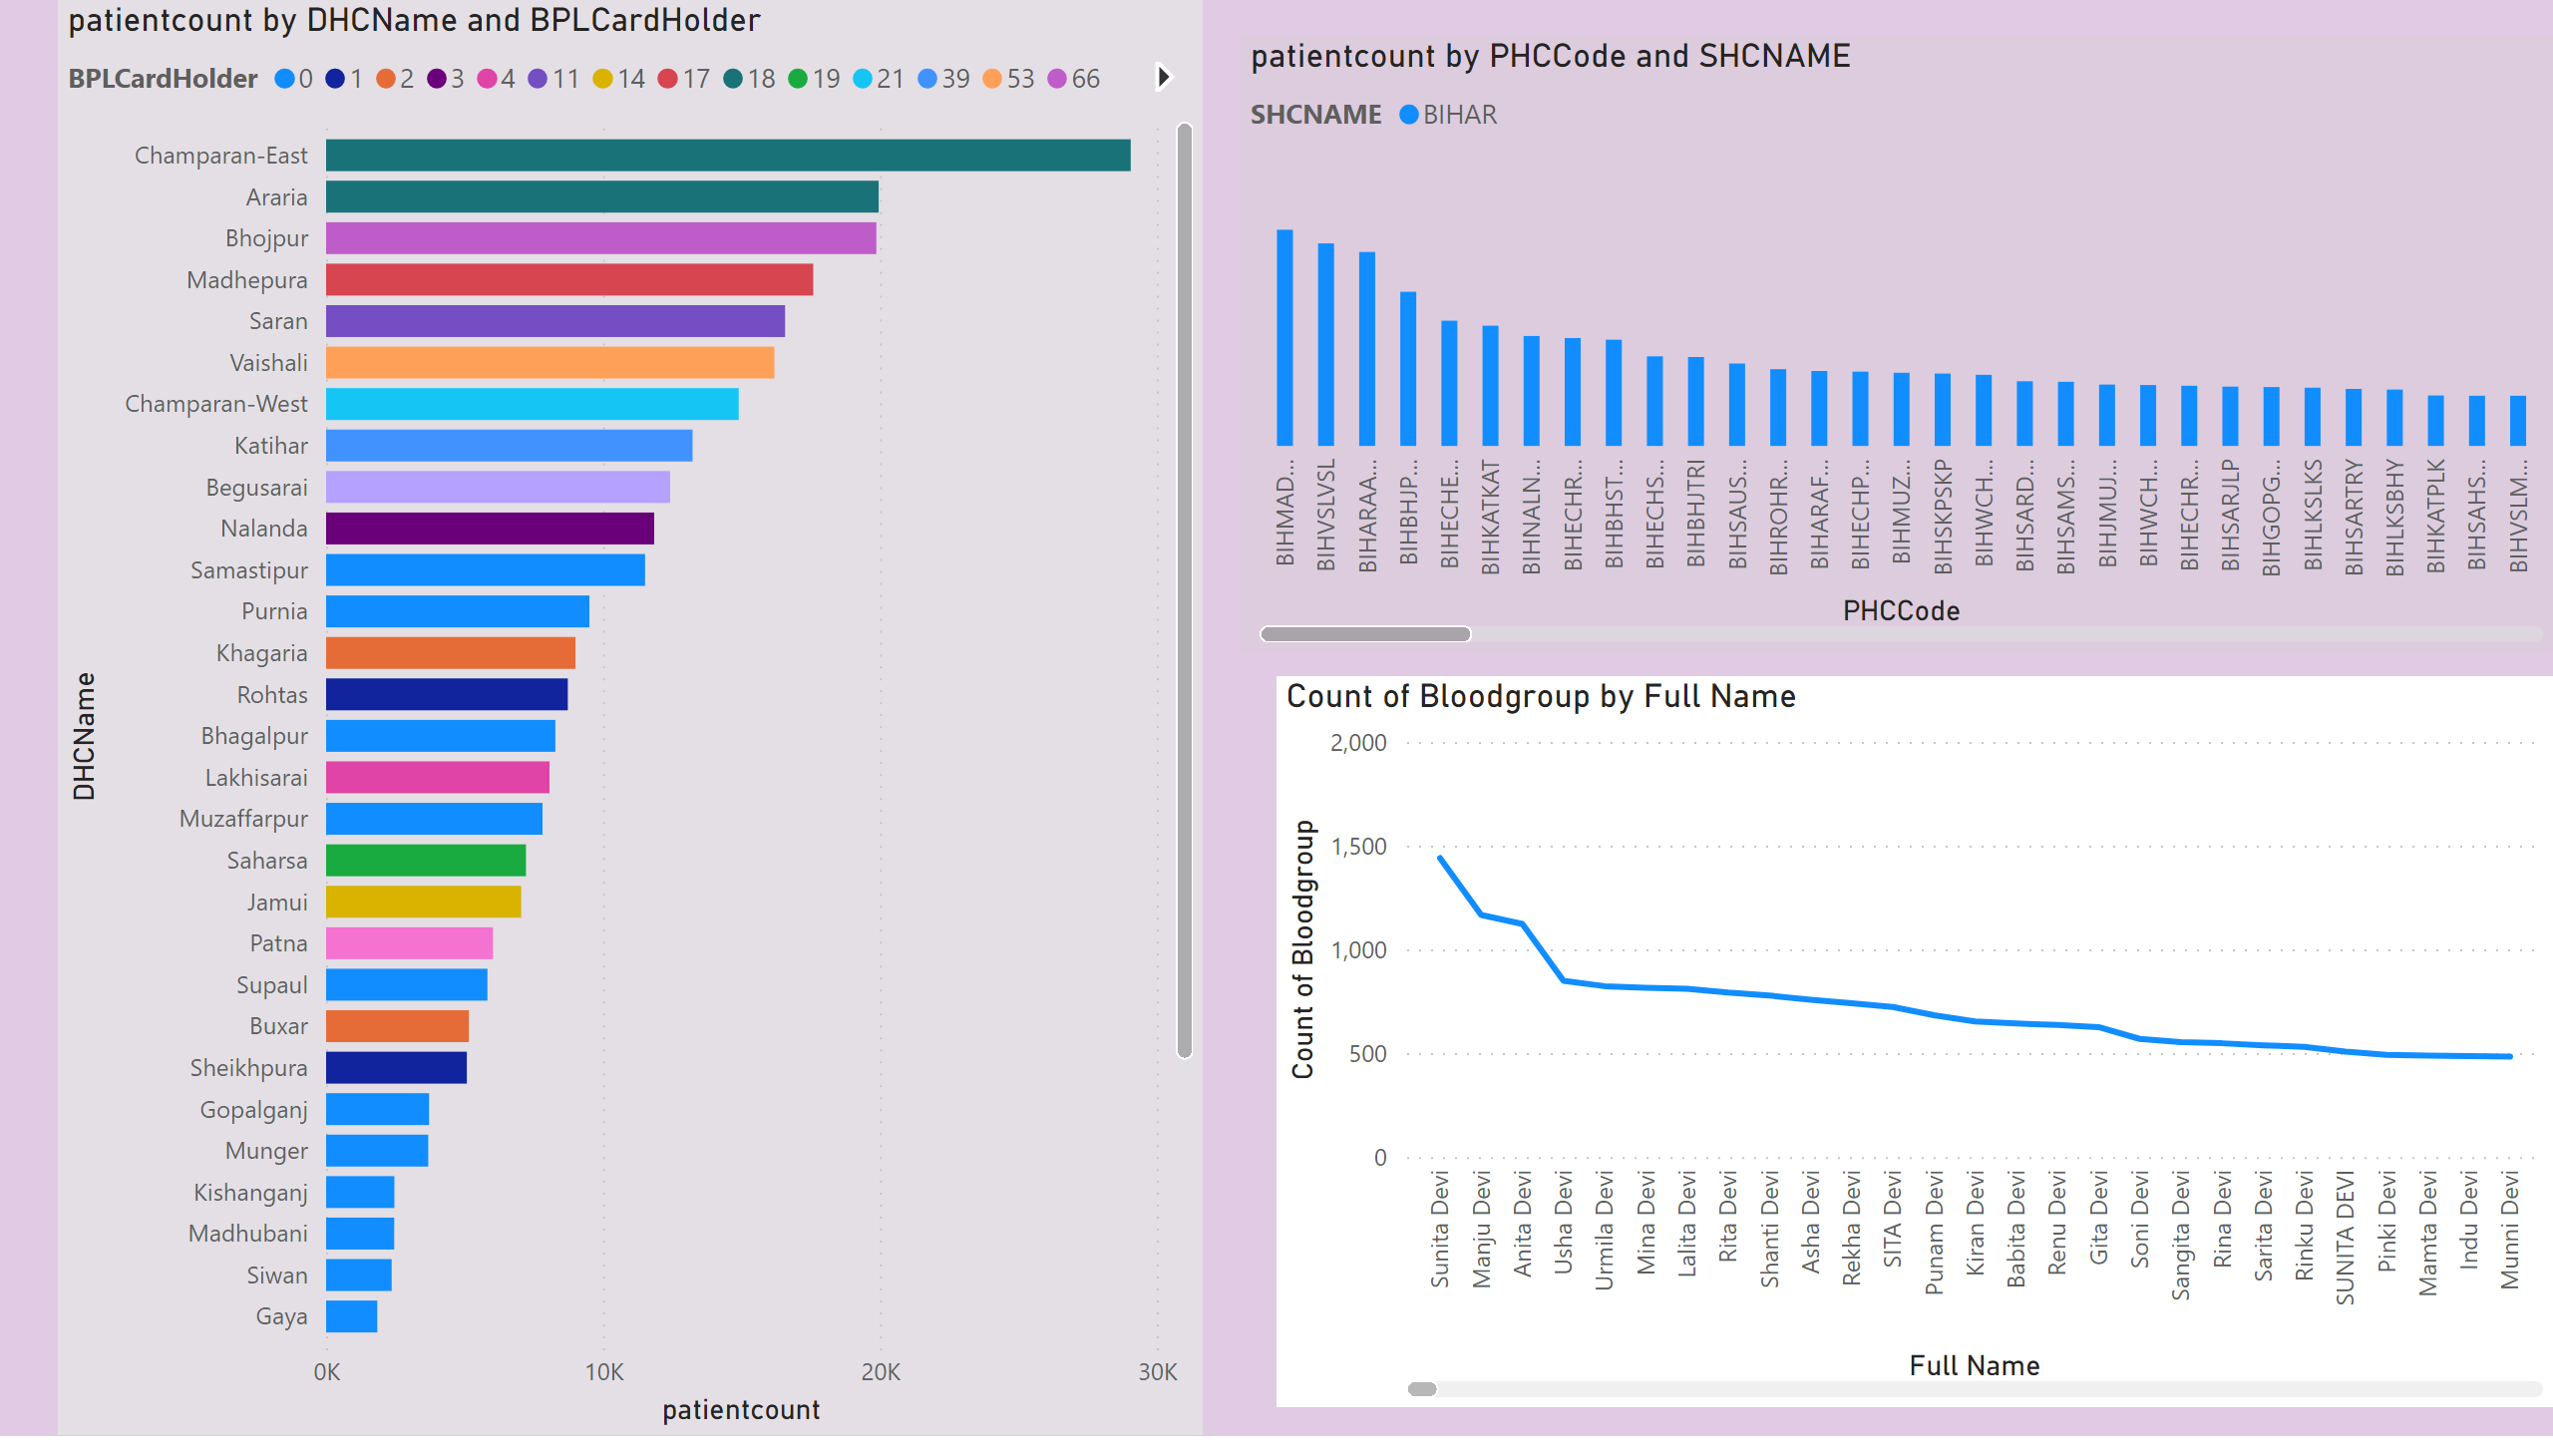 patientcount by DHCName and BPLCardHolder
BPLCardHolder 0 1 2 3 4 11 14 17 18 19 21 39 53 66
DHCName
Champaran-East
Araria
Bhojpur
Madhepura
Saran
Vaishali
Champaran-West
Katihar
Begusarai
Nalanda
Samastipur
Purnia
Khagaria
Rohtas
Bhagalpur
Lakhisarai
Muzaffarpur
Saharsa
Jamui
Patna
Supaul
Buxar
Sheikhpura
Gopalganj
Munger
Kishanganj
Madhubani
Siwan
Gaya
0K 10K 20K 30K
patientcount
patientcount by PHCCode and SHCNAME
SHCNAME BIHAR
BIHMAD...
BIHVSLVSL
BIHARAA...
BIHBHJP...
BIHECHE...
BIHKATKAT
BIHNALN...
BIHECHR...
BIHBHST...
BIHECHS...
BIHBHJTRI
BIHSAUS...
BIHROHR...
BIHARAF...
BIHECHP...
BIHMUZ...
BIHSKPSKP
BIHWCH...
BIHSARD...
BIHSAMS...
BIHJMUJ...
BIHWCH...
BIHECHR...
BIHSARJLP
BIHGOPG...
BIHLKSLKS
BIHSARTRY
BIHLKSBHY
BIHKATPLK
BIHSAHS...
BIHVSLM...
PHCCode
Count of Bloodgroup by Full Name
Count of Bloodgroup
2,000
1,500
1,000
500
0
Sunita Devi
Manju Devi
Anita Devi
Usha Devi
Urmila Devi
Mina Devi
Lalita Devi
Rita Devi
Shanti Devi
Asha Devi
Rekha Devi
SITA Devi
Punam Devi
Kiran Devi
Babita Devi
Renu Devi
Gita Devi
Soni Devi
Sangita Devi
Rina Devi
Sarita Devi
Rinku Devi
SUNITA DEVI
Pinki Devi
Mamta Devi
Indu Devi
Munni Devi
Full Name